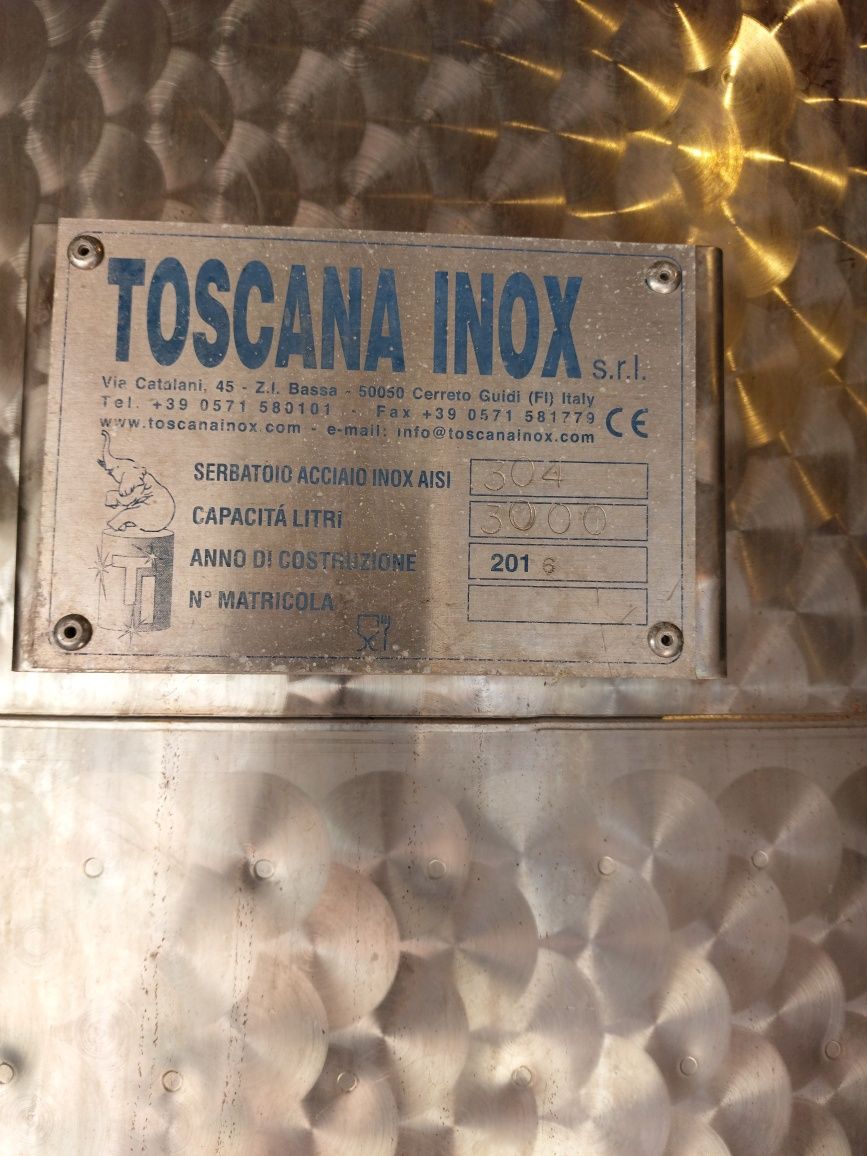 TOSCANA INOX s.r.l.
Via Catalani, 45 - Z.I. Bassa - 50050 Cerreto Guidi (FI) Italy
Tel. +39 0571 580101 - Fax +39 0571 581779
www.toscanainox.com - e-mail: info@toscanainox.com CE
SERBATOIO ACCIAIO INOX AISI 304
CAPACITÁ LITRI 3000
ANNO DI COSTRUZIONE 2016
N° MATRICOLA
TI